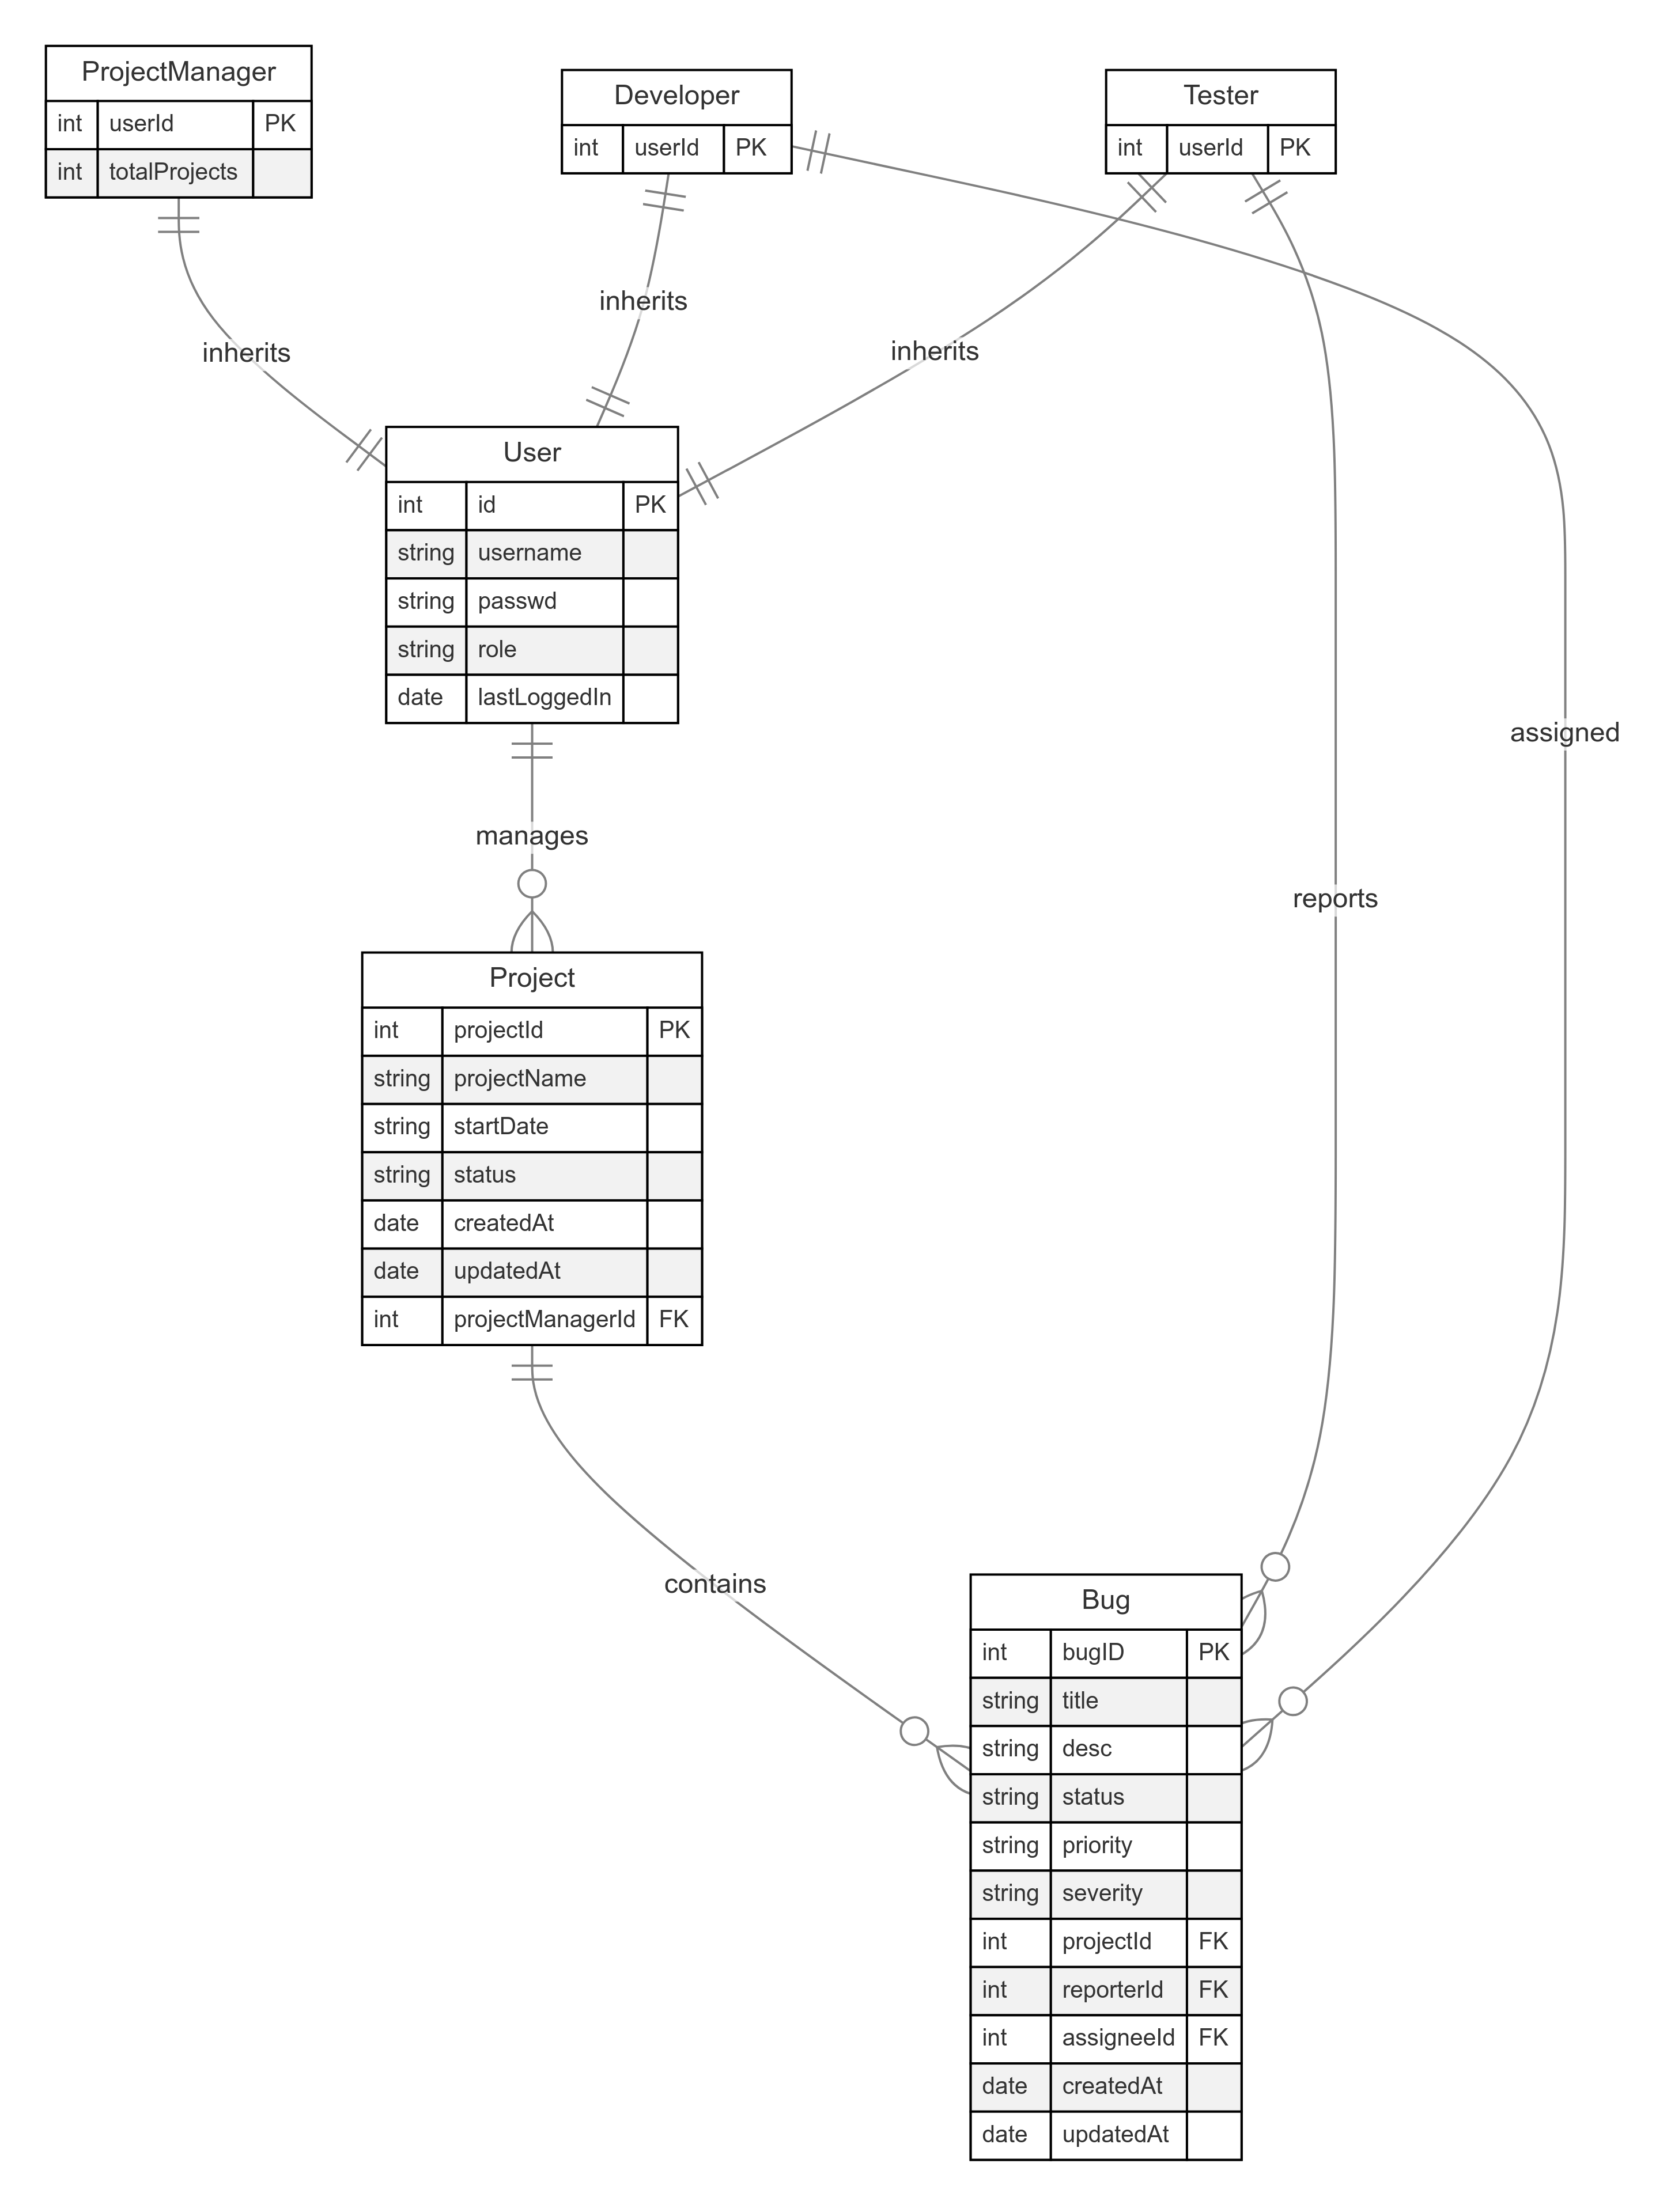 ProjectManager
int userId PK
int totalProjects
Developer
int userId PK
Tester
int userId PK
inherits
inherits
inherits
User
int id PK
string username
string passwd
string role
date lastLoggedIn
assigned
manages
reports
Project
int projectId PK
string projectName
string startDate
string status
date createdAt
date updatedAt
int projectManagerId FK
contains
Bug
int bugID PK
string title
string desc
string status
string priority
string severity
int projectId FK
int reporterId FK
int assigneeId FK
date createdAt
date updatedAt